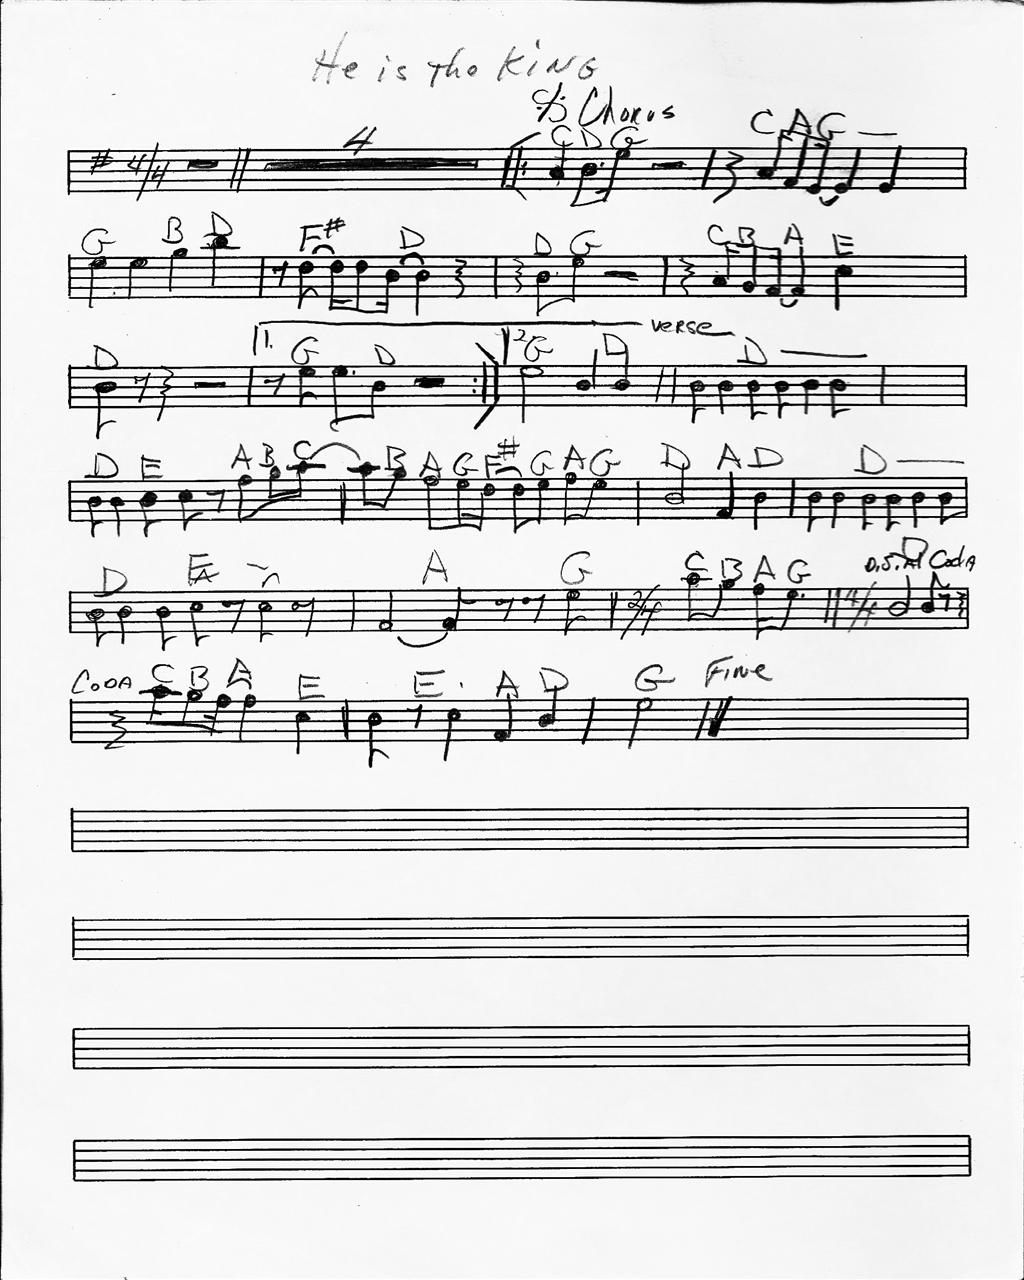 He is the KING
Chorus
4/4 4 C D G C A G
G B D F# D D G C B A E
D 1. G D 2. G D verse D
D E A B C B A G F# G A G D A D D
D E A A G 2/4 C B A G 4/4 D.S. Al Coda D
CODA C B A E E. A D G Fine